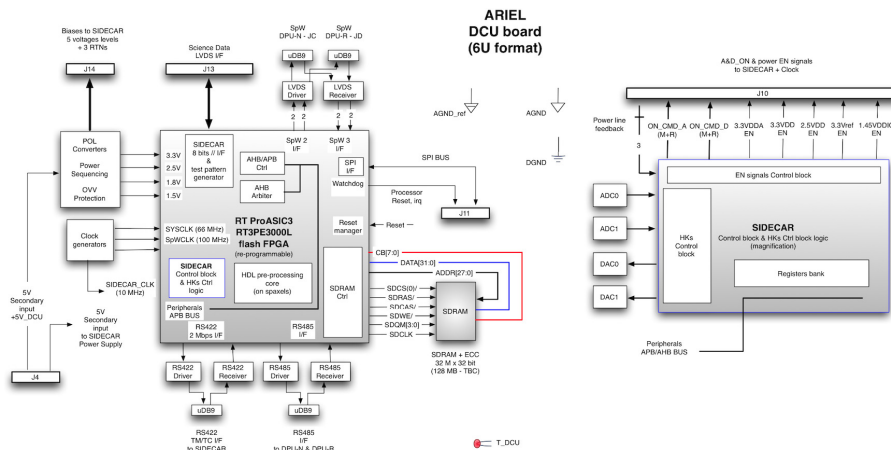 ARIEL
DCU board
(6U format)
Biases to SIDECAR
5 voltages levels
+ 3 RTNs
J14
Science Data
LVDS I/F
J13
SpW
DPU-N - JC
SpW
DPU-R - JD
uDB9
uDB9
LVDS
Driver
LVDS
Receiver
2
2
2
2
SpW 2
I/F
SpW 3
I/F
POL
Converters
Power
Sequencing
OVV
Protection
3.3V
2.5V
1.8V
1.5V
SIDECAR
8 bits // I/F
&
test pattern
generator
AHB/APB
Ctrl
AHB
Arbiter
SPI
I/F
Watchdog
SPI BUS
Processor
Reset, irq
J11
Reset
manager
Reset
RT ProASIC3
RT3PE3000L
flash FPGA
(re-programable)
Clock
generators
SYSCLK (66 MHz)
SpWCLK (100 MHz)
SIDECAR_CLK
(10 MHz)
SIDECAR
Control block
& HKs Ctrl
logic
HDL pre-processing
core
(on spaxels)
SDRAM
Ctrl
CB[7:0]
DATA[31:0]
ADDR[27:0]
SDCS(0)/
SDRAS/
SDCAS/
SDWE/
SDQM[3:0]
SDCLK
SDRAM
SDRAM + ECC
32 M x 32 bit
(128 MB - TBC)
Peripherals
APB BUS
RS422
2 Mbps I/F
RS485
I/F
5V
Secondary
input
+5V_DCU
5V
Secondary
input
to SIDECAR
Power Supply
J4
RS422
Driver
RS422
Receiver
RS485
Driver
RS485
Receiver
uDB9
uDB9
RS422
TM/TC I/F
to SIDECAR
RS485
I/F
to DPU-N & DPU-R
T_DCU
AGND_ref
AGND
DGND
A&D_ON & power EN signals
to SIDECAR + Clock
J10
Power line
feedback
3
ON_CMD_A
(M+R)
ON_CMD_D
(M+R)
3.3VDDA
EN
3.3VDD
EN
2.5VDD
EN
3.3Vref
EN
1.45VDDIO
EN
EN signals Control block
ADC0
ADC1
DAC0
DAC1
HKs
Control
block
SIDECAR
Control block & HKs Ctrl block logic
(magnification)
Registers bank
Peripherals
APB/AHB BUS